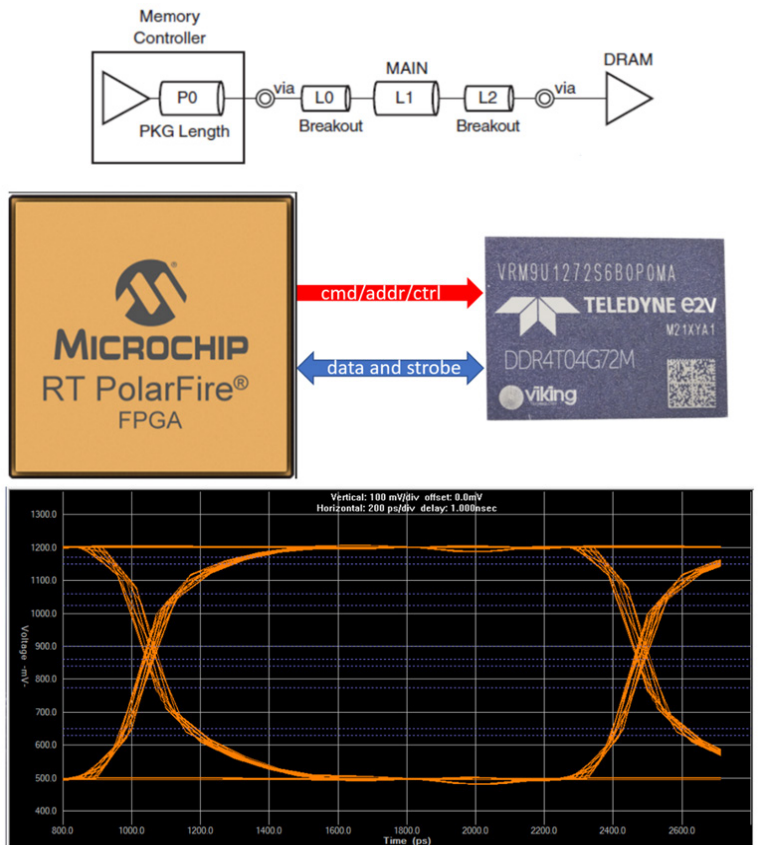 Memory
Controller
P0
PKG Length
via
L0
Breakout
MAIN
L1
L2
Breakout
via
DRAM
MICROCHIP
RT PolarFire®
FPGA
cmd/addr/ctrl
data and strobe
VRM9U1272S6B0P0MA
TELEDYNE e2v
M21XYA1
DDR4T04G72M
viking
Vertical: 100 mV/div offset: 0.0mV
Horizontal: 200 ps/div delay: 1.000nsec
Voltage -mV-
1300.0
1200.0
1100.0
1000.0
900.0
800.0
700.0
600.0
500.0
400.0
800.0 1000.0 1200.0 1400.0 1600.0 1800.0 2000.0 2200.0 2400.0 2600.0
Time (ps)